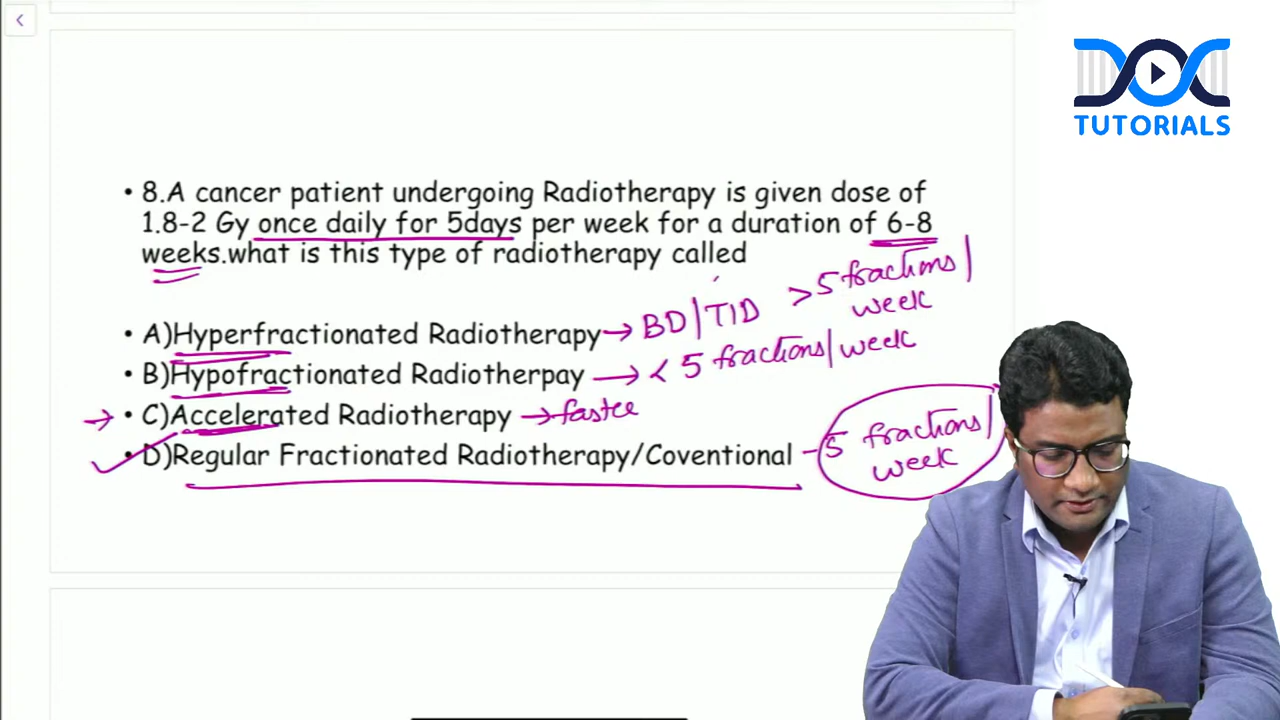 DOC
TUTORIALS
• 8.A cancer patient undergoing Radiotherapy is given dose of
1.8-2 Gy once daily for 5days per week for a duration of 6-8
weeks.what is this type of radiotherapy called
• A)Hyperfractionated Radiotherapy → BD|TID >5 fractions|
week
• B)Hypofractionated Radiotherpay → < 5 fractions|week
• C)Accelerated Radiotherapy → faster
• D)Regular Fractionated Radiotherapy/Coventional - 5 fractions|
week